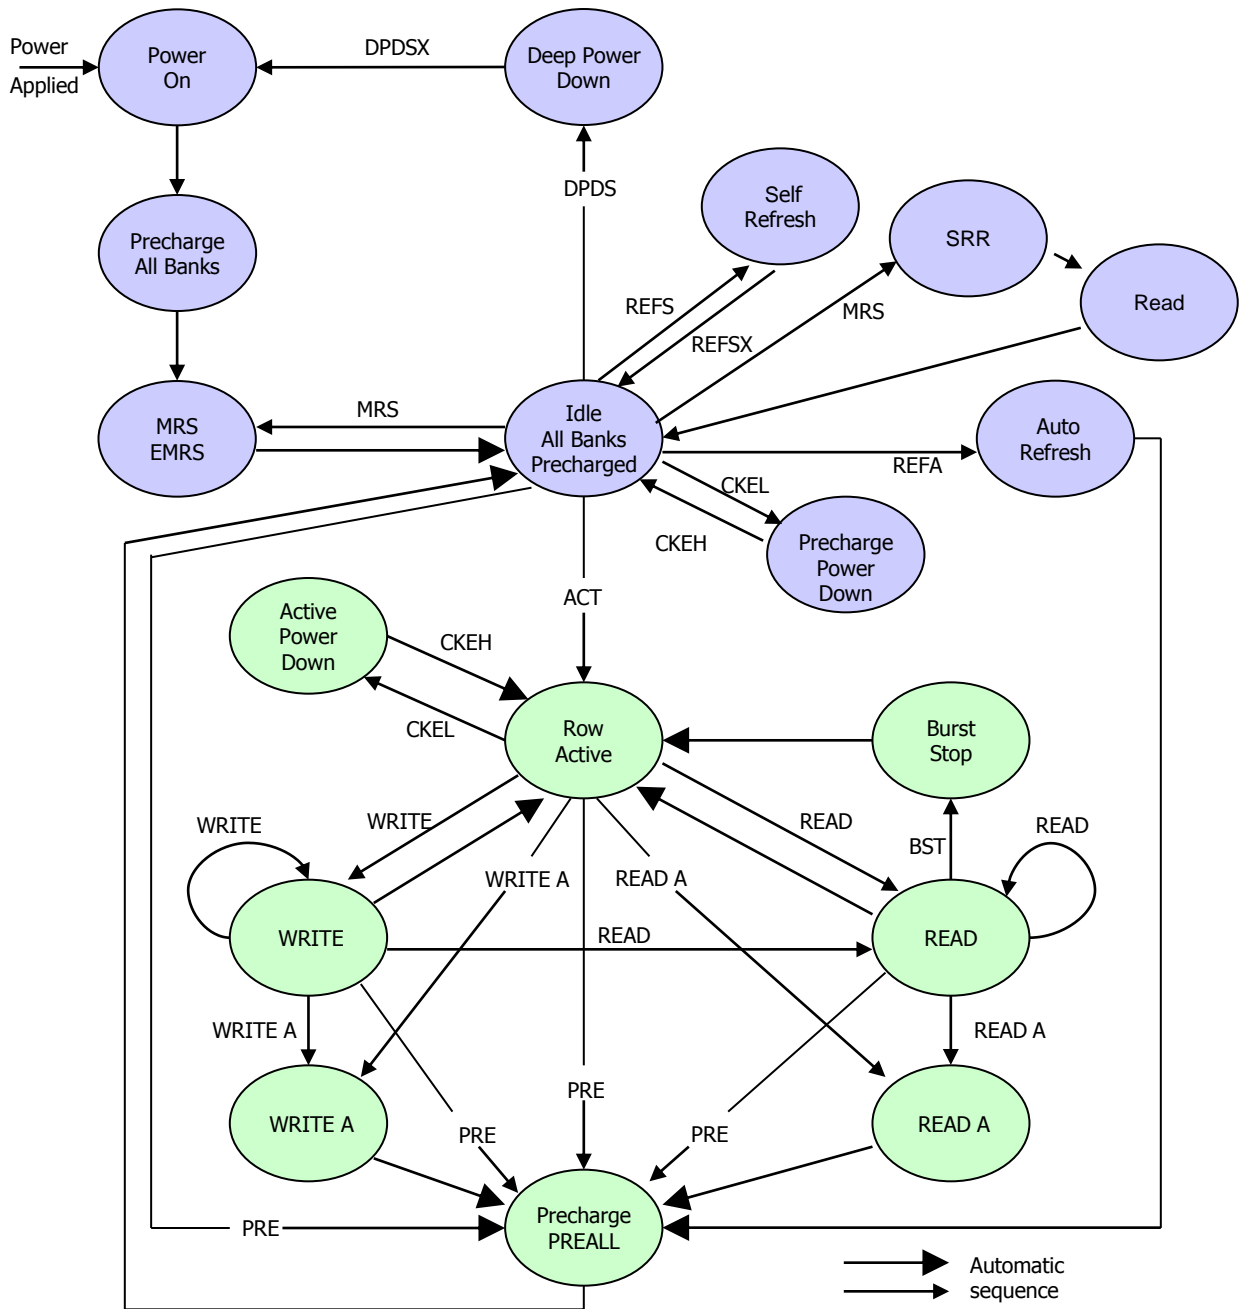 Power
Applied
Power
On
DPDSX
Deep Power
Down
DPDS
Self
Refresh
SRR
Read
Precharge
All Banks
REFS
REFSX
MRS
MRS
EMRS
MRS
Idle
All Banks
Precharged
Auto
Refresh
REFA
CKEL
CKEH
Precharge
Power
Down
ACT
Active
Power
Down
CKEH
CKEL
Row
Active
Burst
Stop
WRITE
WRITE
READ
BST
READ
WRITE A
READ A
WRITE
READ
READ
WRITE A
READ A
WRITE A
PRE
PRE
PRE
READ A
PRE
Precharge
PREALL
Automatic
sequence